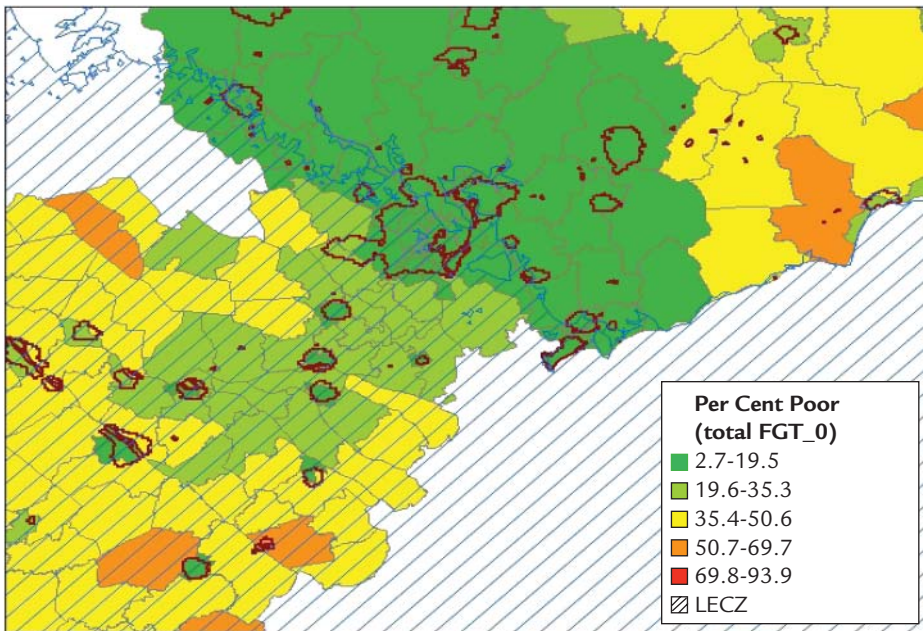 Per Cent Poor
(total FGT_0)
2.7-19.5
19.6-35.3
35.4-50.6
50.7-69.7
69.8-93.9
LECZ